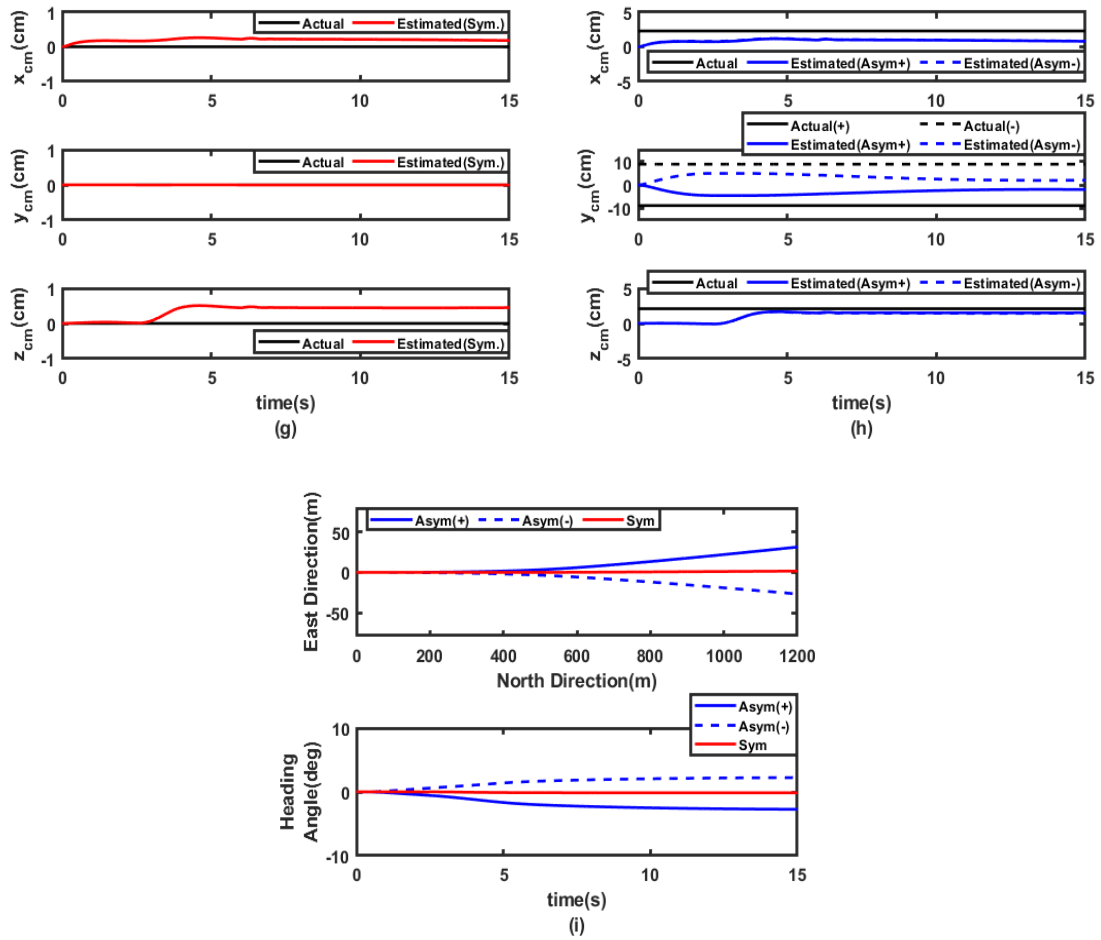 1
0
-1
x_cm(cm)
Actual Estimated(Sym.)
0 5 10 15
1
0
-1
y_cm(cm)
Actual Estimated(Sym.)
0 5 10 15
1
0
-1
z_cm(cm)
Actual Estimated(Sym.)
0 5 10 15
time(s)
(g)
5
0
-5
x_cm(cm)
Actual Estimated(Asym+) Estimated(Asym-)
0 5 10 15
Actual(+) Actual(-)
Estimated(Asym+) Estimated(Asym-)
10
0
-10
y_cm(cm)
0 5 10 15
Actual Estimated(Asym+) Estimated(Asym-)
5
0
-5
z_cm(cm)
0 5 10 15
time(s)
(h)
Asym(+) Asym(-) Sym
50
0
-50
East Direction(m)
0 200 400 600 800 1000 1200
North Direction(m)
Asym(+)
Asym(-)
Sym
10
0
-10
Heading
Angle(deg)
0 5 10 15
time(s)
(i)